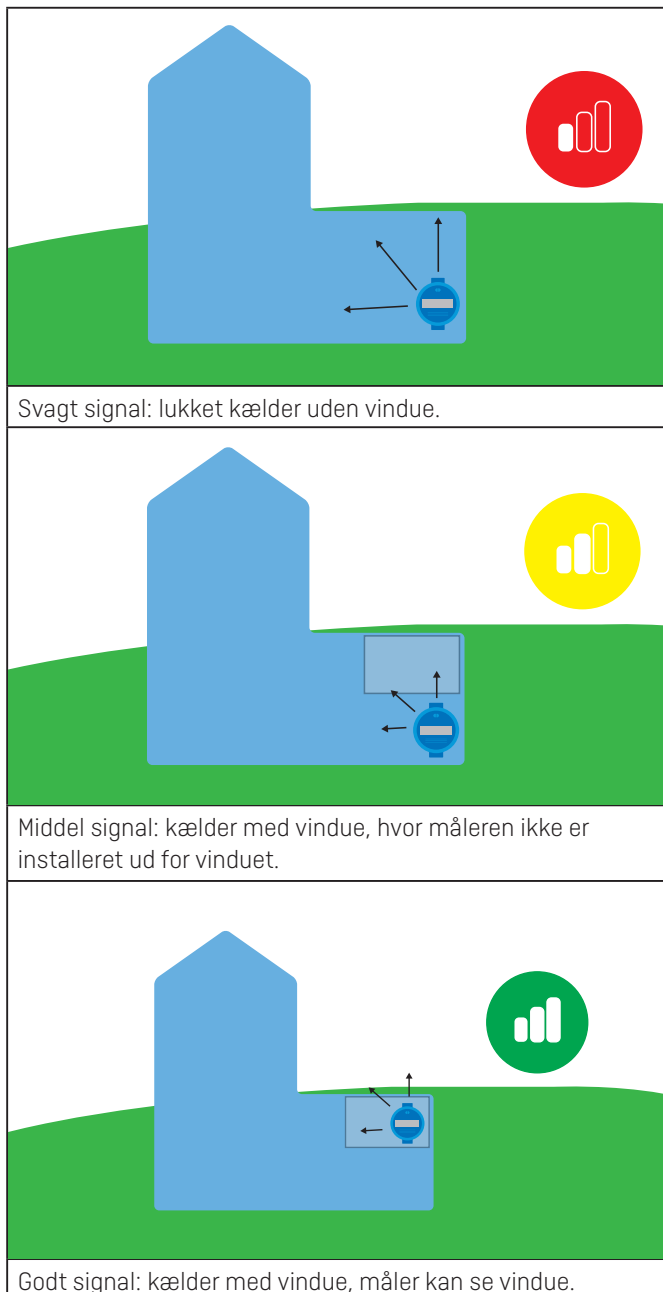 Svagt signal: lukket kælder uden vindue.
Middel signal: kælder med vindue, hvor måleren ikke er
installeret ud for vinduet.
Godt signal: kælder med vindue, måler kan se vindue.